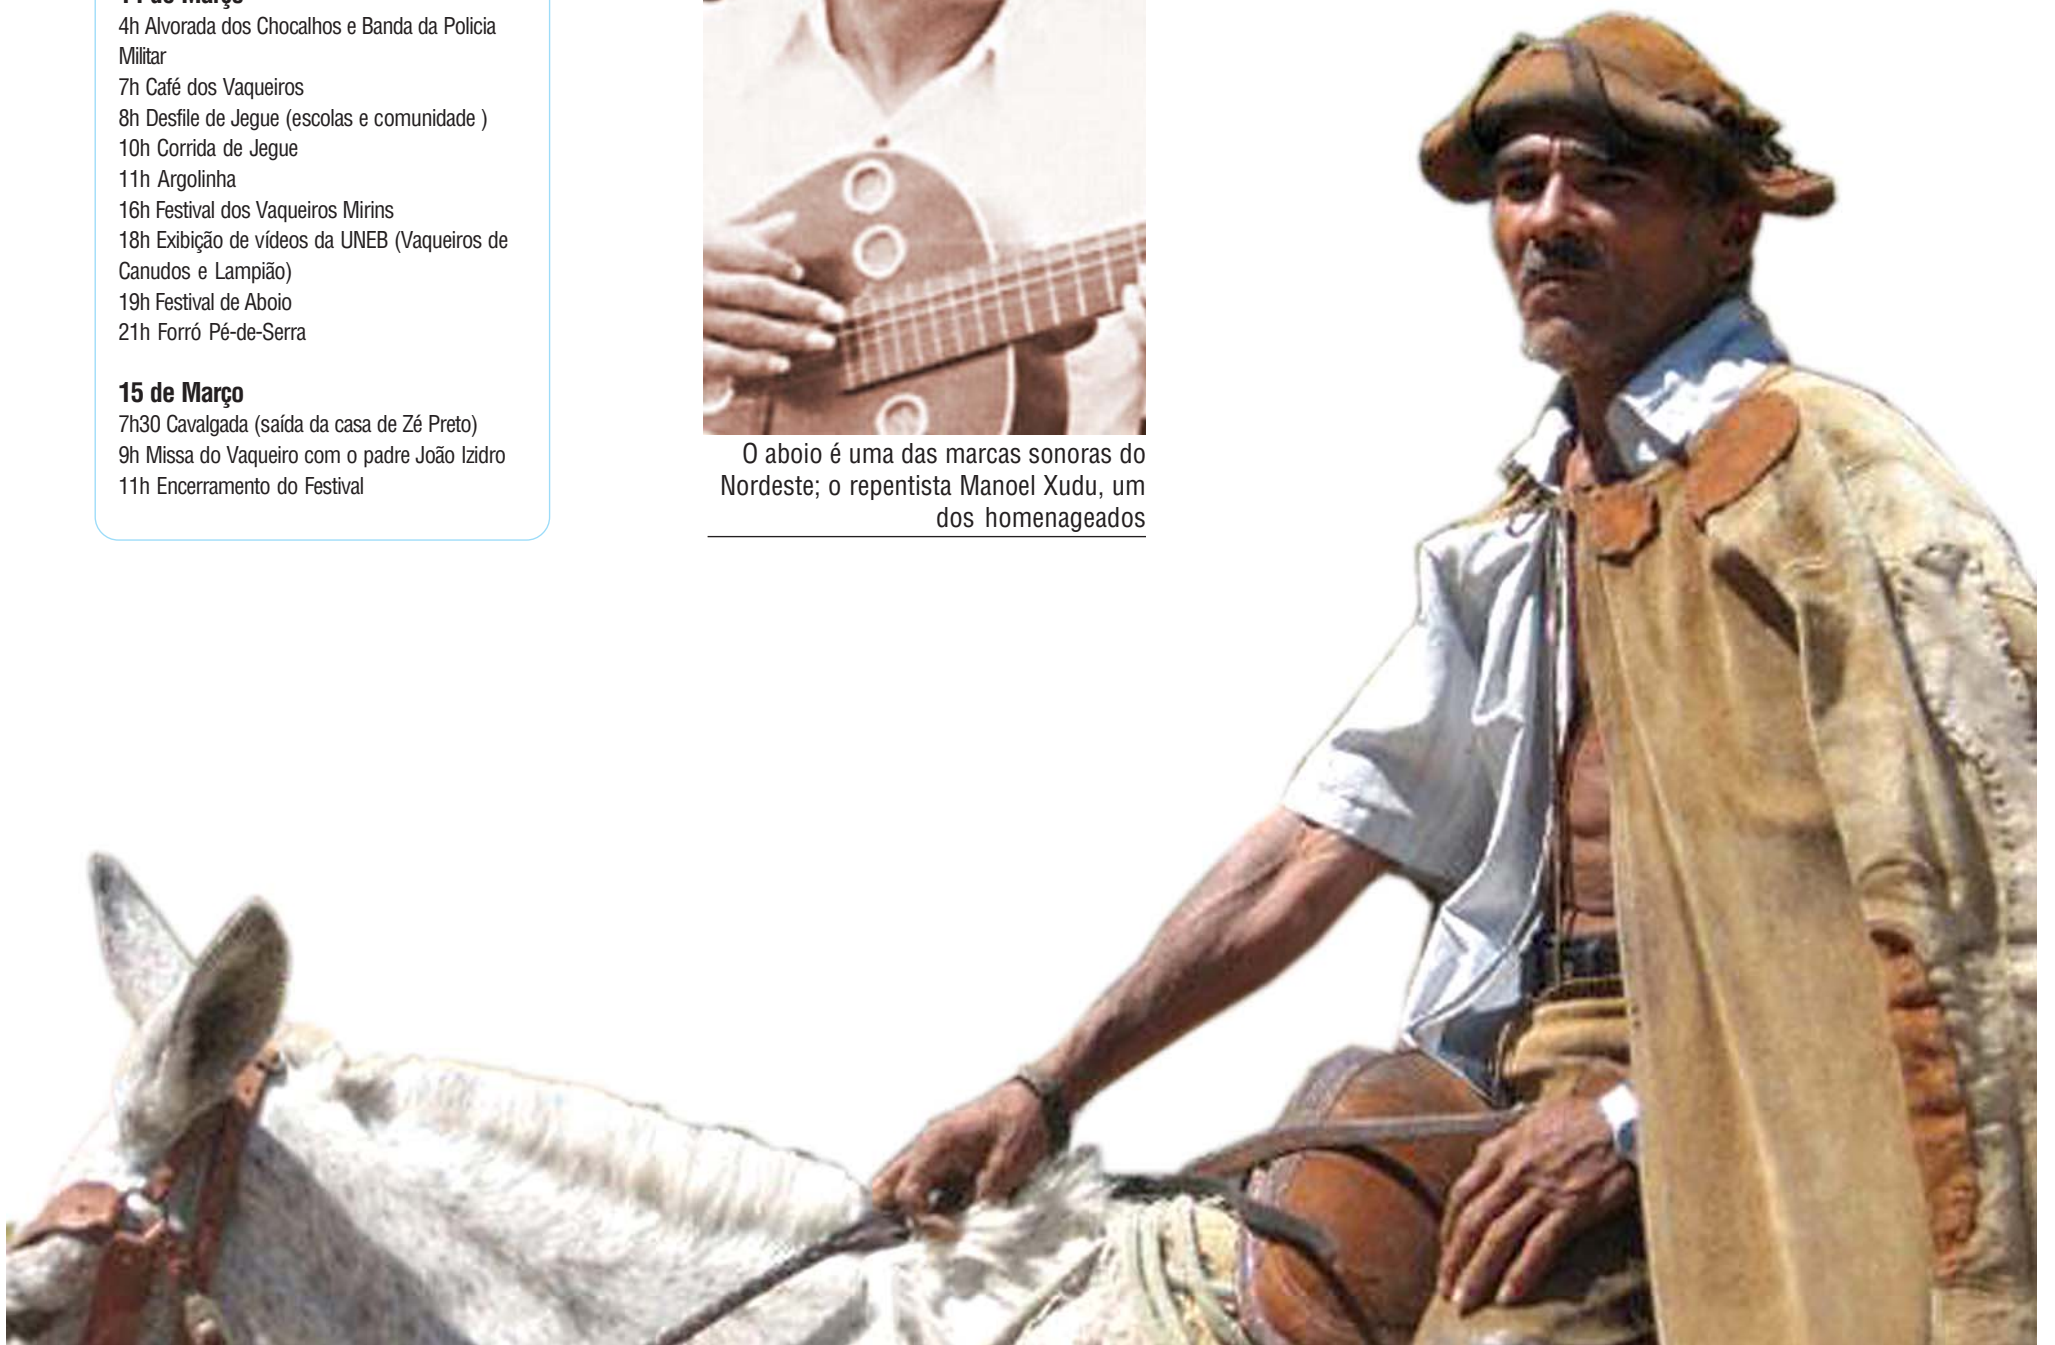 14 de Março
4h Alvorada dos Chocalhos e Banda da Policia
Militar
7h Café dos Vaqueiros
8h Desfile de Jegue (escolas e comunidade )
10h Corrida de Jegue
11h Argolinha
16h Festival dos Vaqueiros Mirins
18h Exibição de vídeos da UNEB (Vaqueiros de
Canudos e Lampião)
19h Festival de Aboio
21h Forró Pé-de-Serra
15 de Março
7h30 Cavalgada (saída da casa de Zé Preto)
9h Missa do Vaqueiro com o padre João Izidro
11h Encerramento do Festival
O aboio é uma das marcas sonoras do
Nordeste; o repentista Manoel Xudu, um
dos homenageados